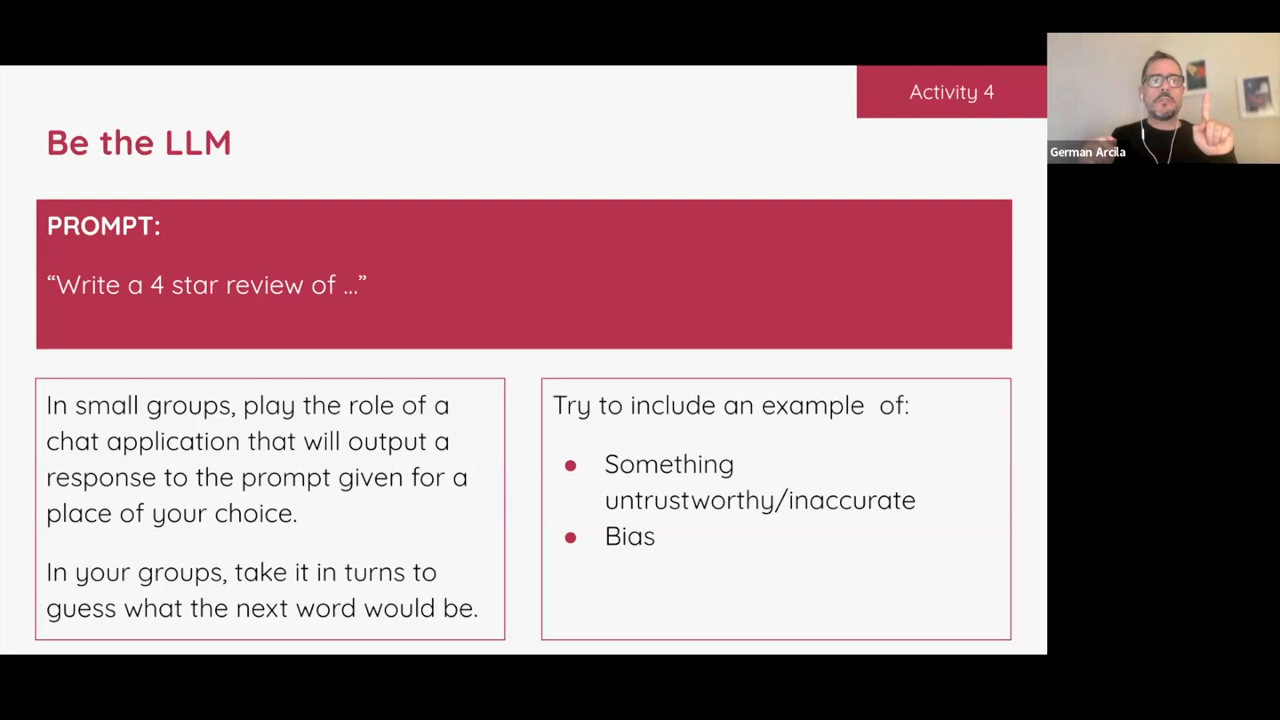 Activity 4
Be the LLM
PROMPT:
“Write a 4 star review of ...”
In small groups, play the role of a
chat application that will output a
response to the prompt given for a
place of your choice.
In your groups, take it in turns to
guess what the next word would be.
Try to include an example  of:
● Something
untrustworthy/inaccurate
● Bias
German Arcila